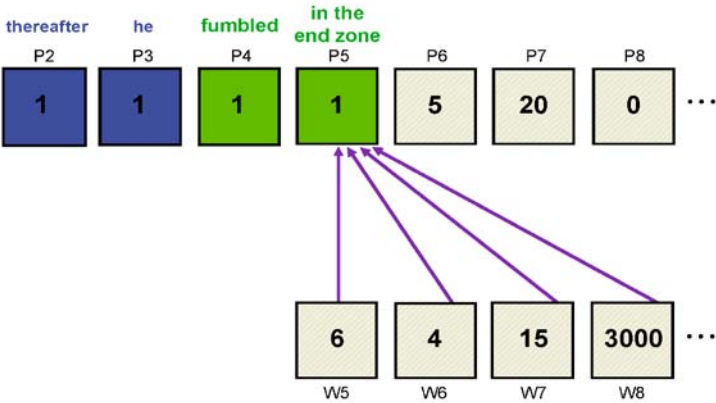 in the
thereafter he fumbled end zone
P2 P3 P4 P5 P6 P7 P8
1 1 1 1 5 20 0 ...
6 4 15 3000 ...
W5 W6 W7 W8